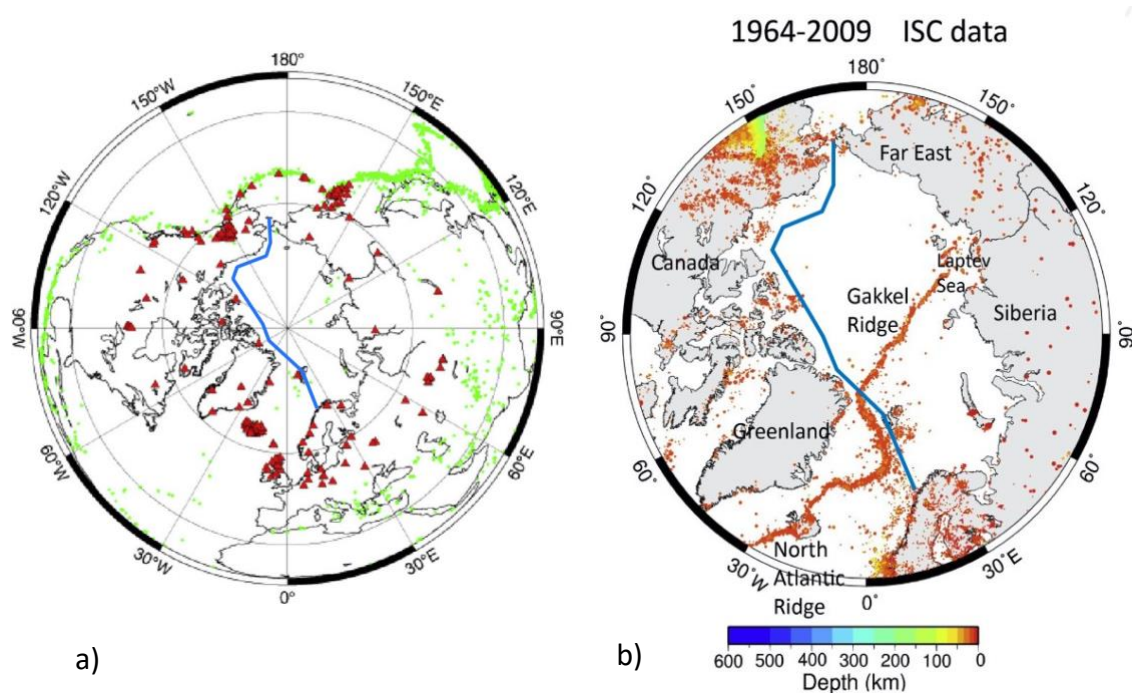 1964-2009 ISC data
180°
150°W
150°E
120°W
120°E
90°W
90°E
60°W
60°E
30°W
30°E
0°
a)
180°
150°
150°
120°
120°
90°
90°
60°
60°
30°W
30°E
0°
Far East
Canada
Laptev
Sea
Gakkel
Ridge
Siberia
Greenland
North
Atlantic
Ridge
b)
600 500 400 300 200 100 0
Depth (km)